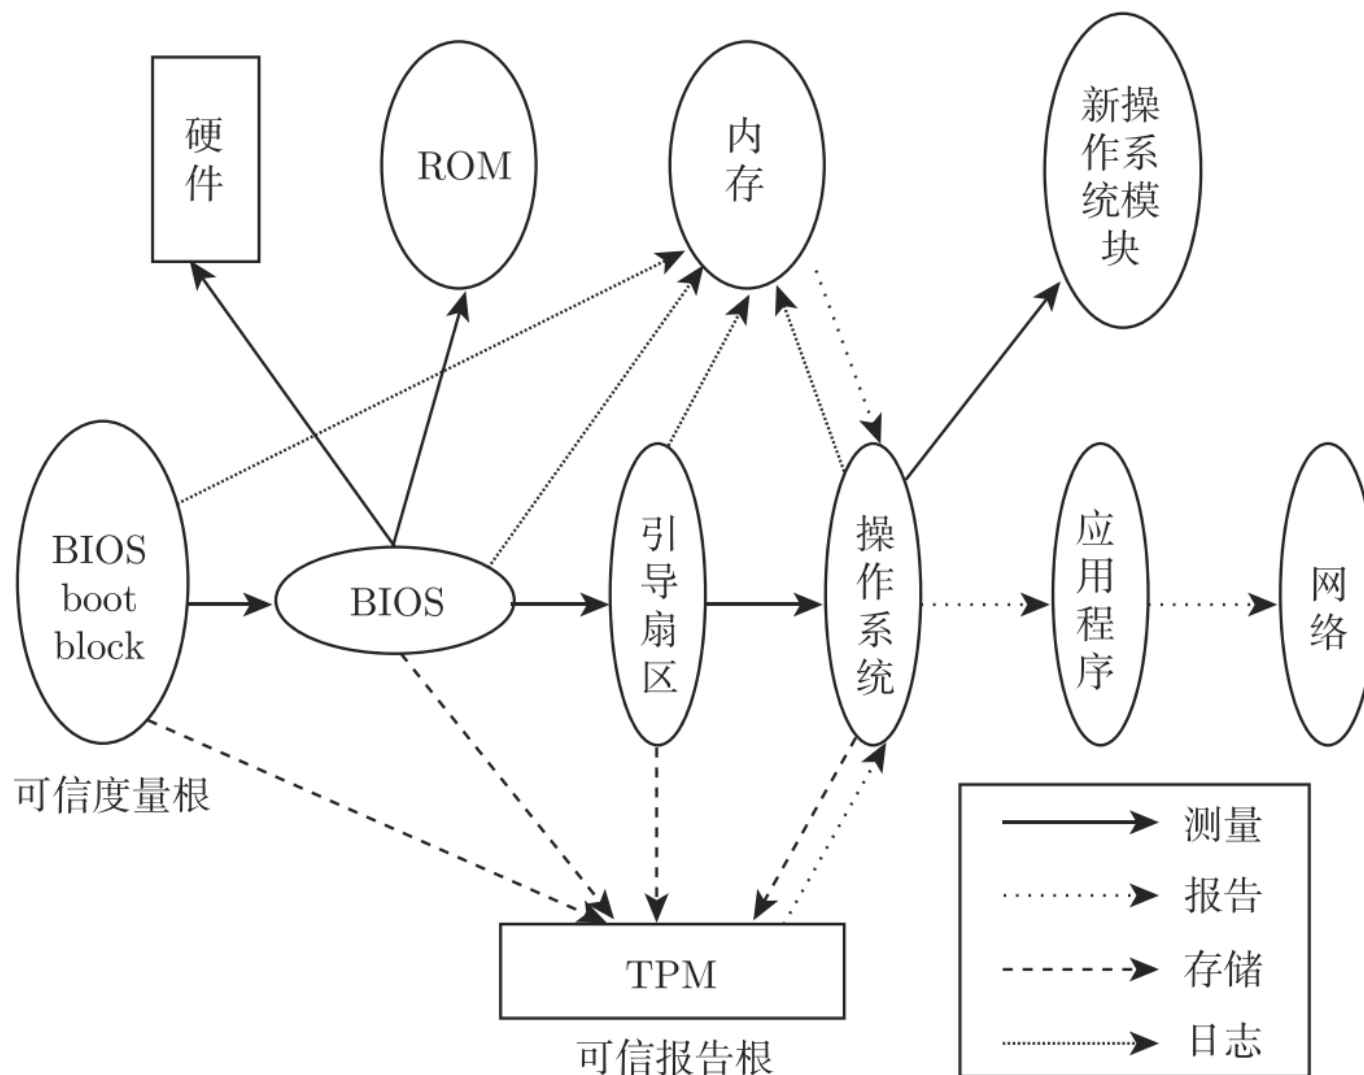 硬
件
ROM
内
存
新操
作系
统模
块
BIOS
boot
block
BIOS
引
导
扇
区
操
作
系
统
应
用
程
序
网
络
可信度量根
TPM
可信报告根
测量
报告
存储
日志